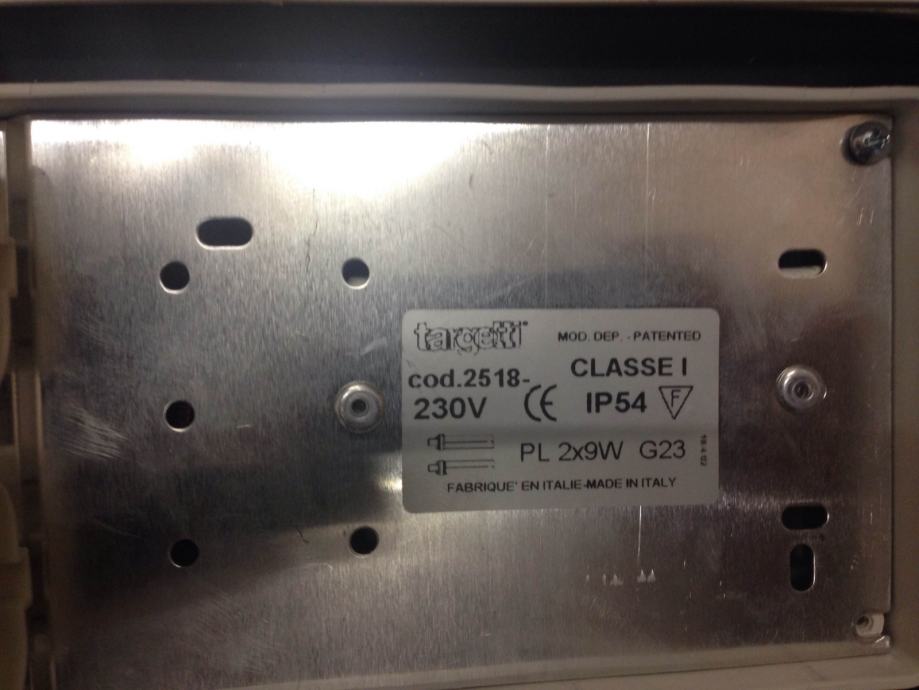 targetti
MOD. DEP. - PATENTED
cod.2518-
CLASSE I
230V CE IP54 F
PL 2x9W G23
FABRIQUE' EN ITALIE-MADE IN ITALY